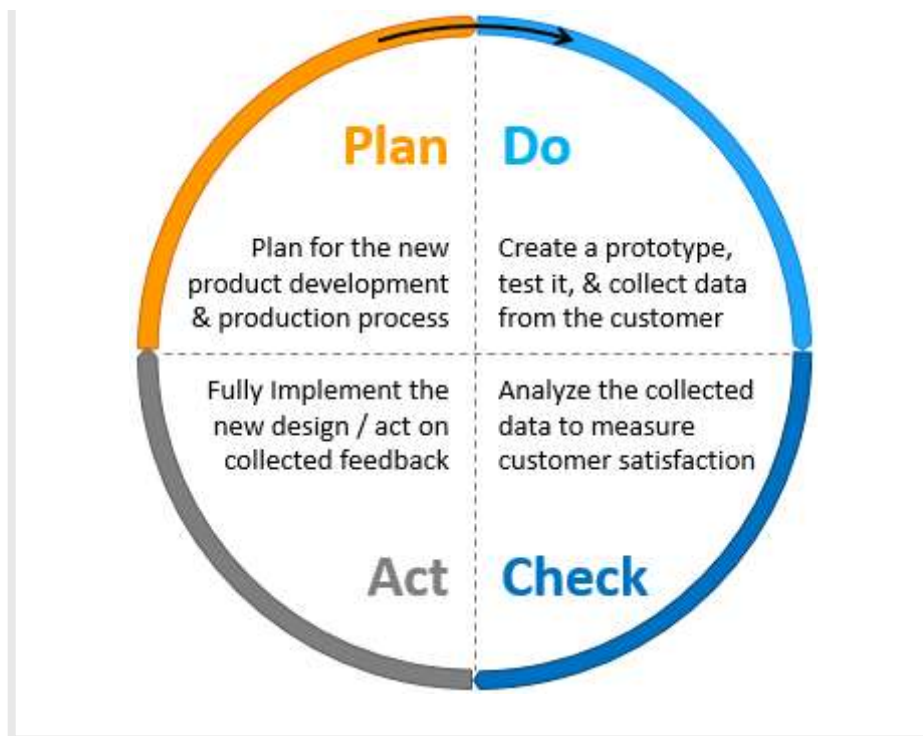 Plan
Do
Plan for the new
product development
& production process
Create a prototype,
test it, & collect data
from the customer
Fully Implement the
new design / act on
collected feedback
Analyze the collected
data to measure
customer satisfaction
Act
Check